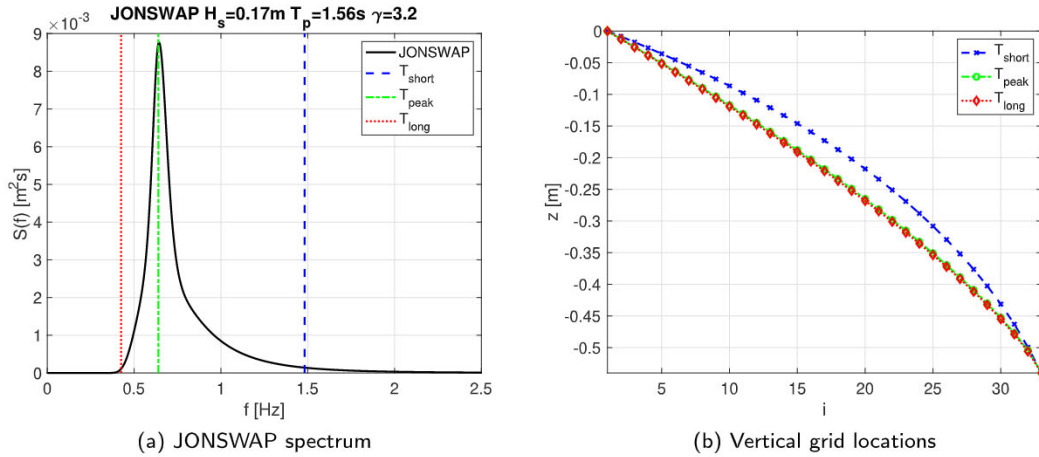 JONSWAP H_s=0.17m T_p=1.56s γ=3.2
×10^-3
9
8
7
6
5
4
3
2
1
0
S(f) [m²s]
0 0.5 1 1.5 2 2.5
f [Hz]
JONSWAP
T_short
T_peak
T_long
(a) JONSWAP spectrum
0
-0.05
-0.1
-0.15
-0.2
-0.25
-0.3
-0.35
-0.4
-0.45
-0.5
z [m]
5 10 15 20 25 30
i
T_short
T_peak
T_long
(b) Vertical grid locations